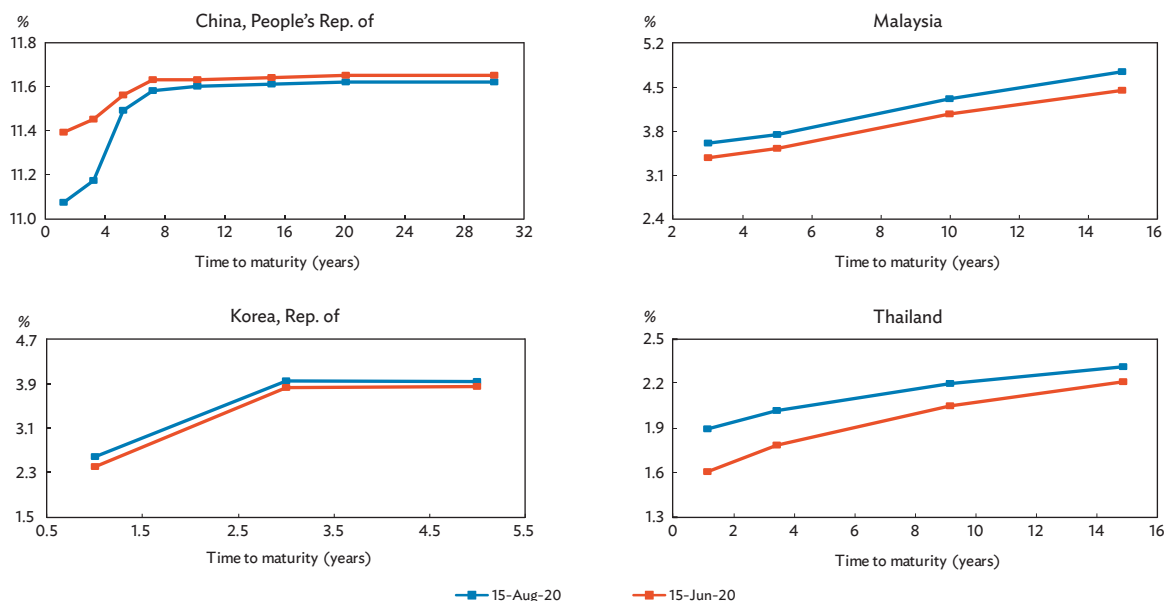 China, People's Rep. of
%
11.8
11.6
11.4
11.2
11.0
0 4 8 12 16 20 24 28 32
Time to maturity (years)
Malaysia
%
5.2
4.5
3.8
3.1
2.4
2 4 6 8 10 12 14 16
Time to maturity (years)
Korea, Rep. of
%
4.7
3.9
3.1
2.3
1.5
0.5 1.5 2.5 3.5 4.5 5.5
Time to maturity (years)
Thailand
%
2.5
2.2
1.9
1.6
1.3
0 2 4 6 8 10 12 14 16
Time to maturity (years)
15-Aug-20 15-Jun-20